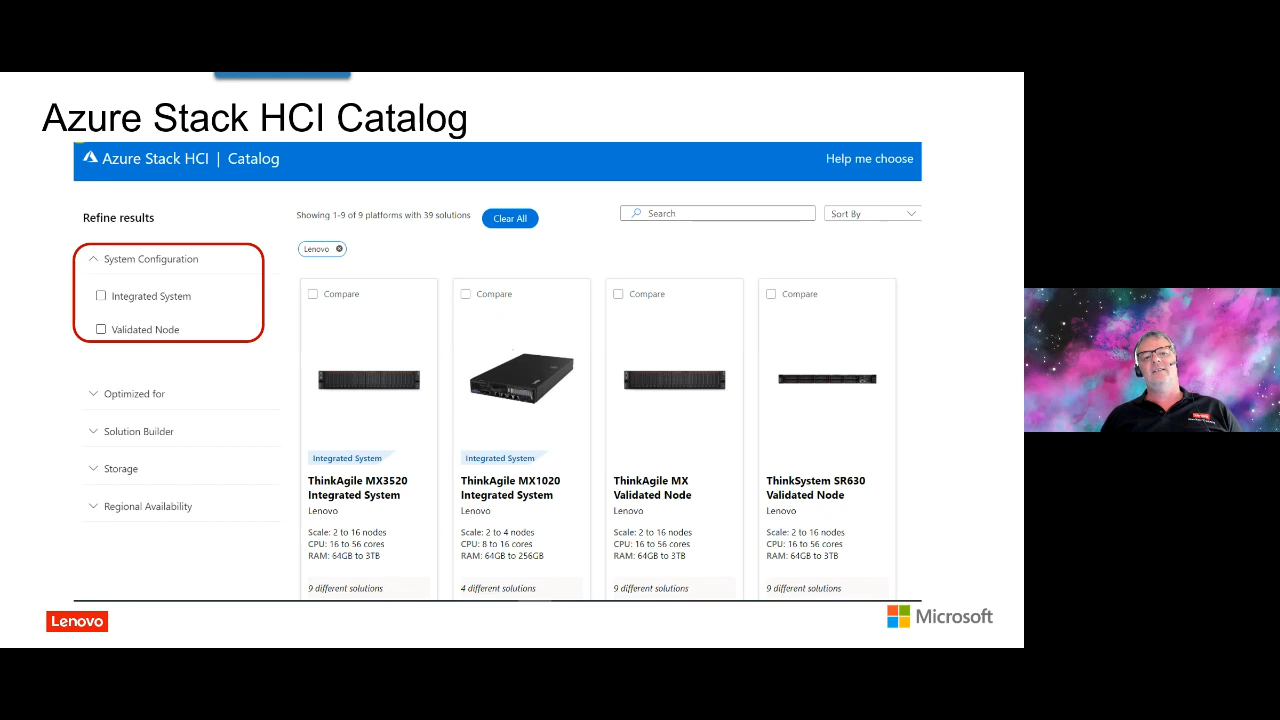 Azure Stack HCI Catalog
Azure Stack HCI | Catalog
Help me choose
Refine results
Showing 1-9 of 9 platforms with 39 solutions
Clear All
Search
Sort By
Lenovo
System Configuration
Integrated System
Validated Node
Optimized for
Solution Builder
Storage
Regional Availability
Compare
Integrated System
ThinkAgile MX3520
Integrated System
Lenovo
Scale: 2 to 16 nodes
CPU: 16 to 56 cores
RAM: 64GB to 3TB
9 different solutions
Compare
Integrated System
ThinkAgile MX1020
Integrated System
Lenovo
Scale: 2 to 4 nodes
CPU: 8 to 16 cores
RAM: 64GB to 256GB
4 different solutions
Compare
ThinkAgile MX
Validated Node
Lenovo
Scale: 2 to 16 nodes
CPU: 16 to 56 cores
RAM: 64GB to 3TB
9 different solutions
Compare
ThinkSystem SR630
Validated Node
Lenovo
Scale: 2 to 16 nodes
CPU: 16 to 56 cores
RAM: 64GB to 3TB
9 different solutions
Lenovo
Microsoft